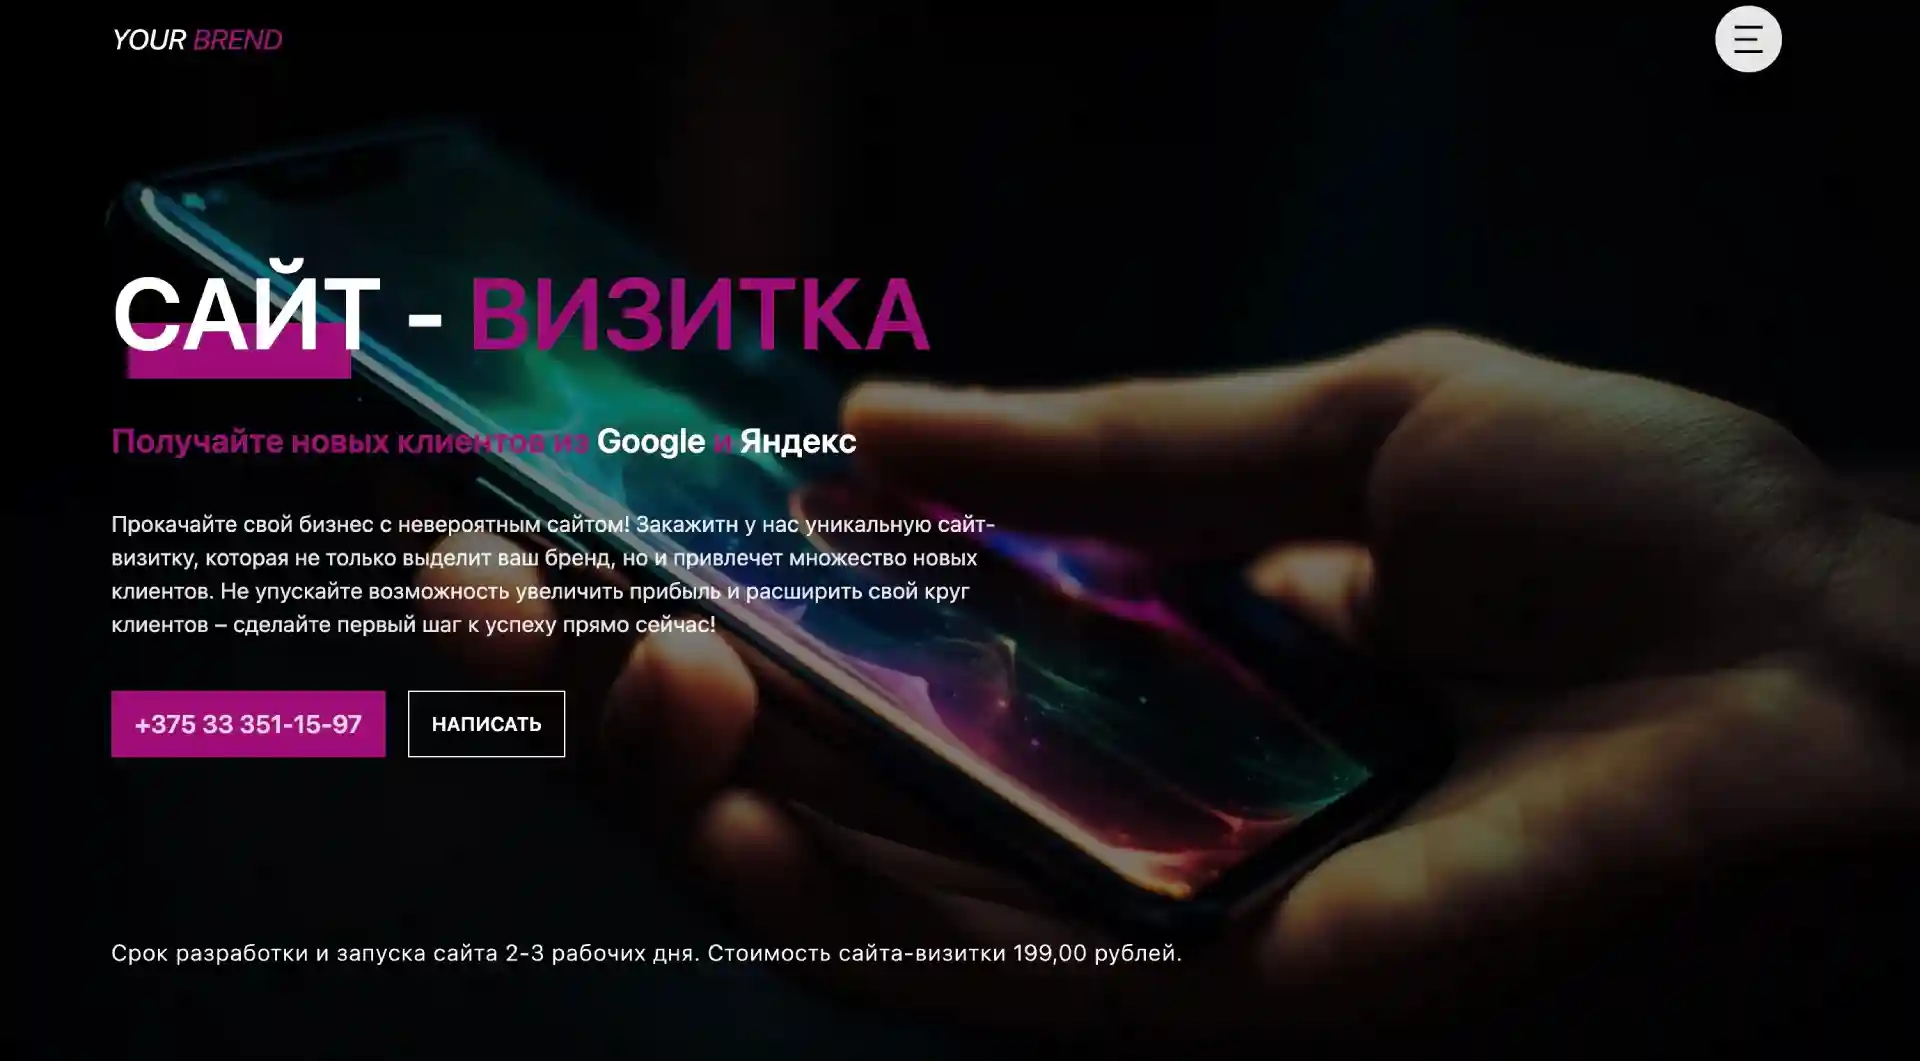 YOUR BREND
САЙТ - ВИЗИТКА
Получайте новых клиентов из Google и Яндекс
Прокачайте свой бизнес с невероятным сайтом! Закажитн у нас уникальную сайт-
визитку, которая не только выделит ваш бренд, но и привлечет множество новых
клиентов. Не упускайте возможность увеличить прибыль и расширить свой круг
клиентов – сделайте первый шаг к успеху прямо сейчас!
+375 33 351-15-97
НАПИСАТЬ
Срок разработки и запуска сайта 2-3 рабочих дня. Стоимость сайта-визитки 199,00 рублей.